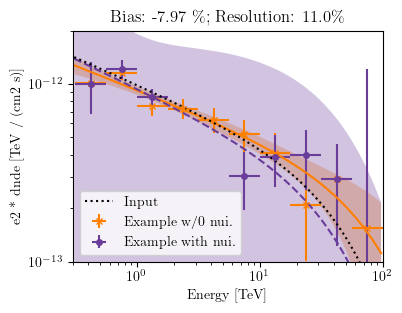 Bias: -7.97 %; Resolution: 11.0%
e2 * dnde [TeV / (cm2 s)]
10⁻¹²
10⁻¹³
Input
Example w/0 nui.
Example with nui.
10⁰
10¹
10²
Energy [TeV]